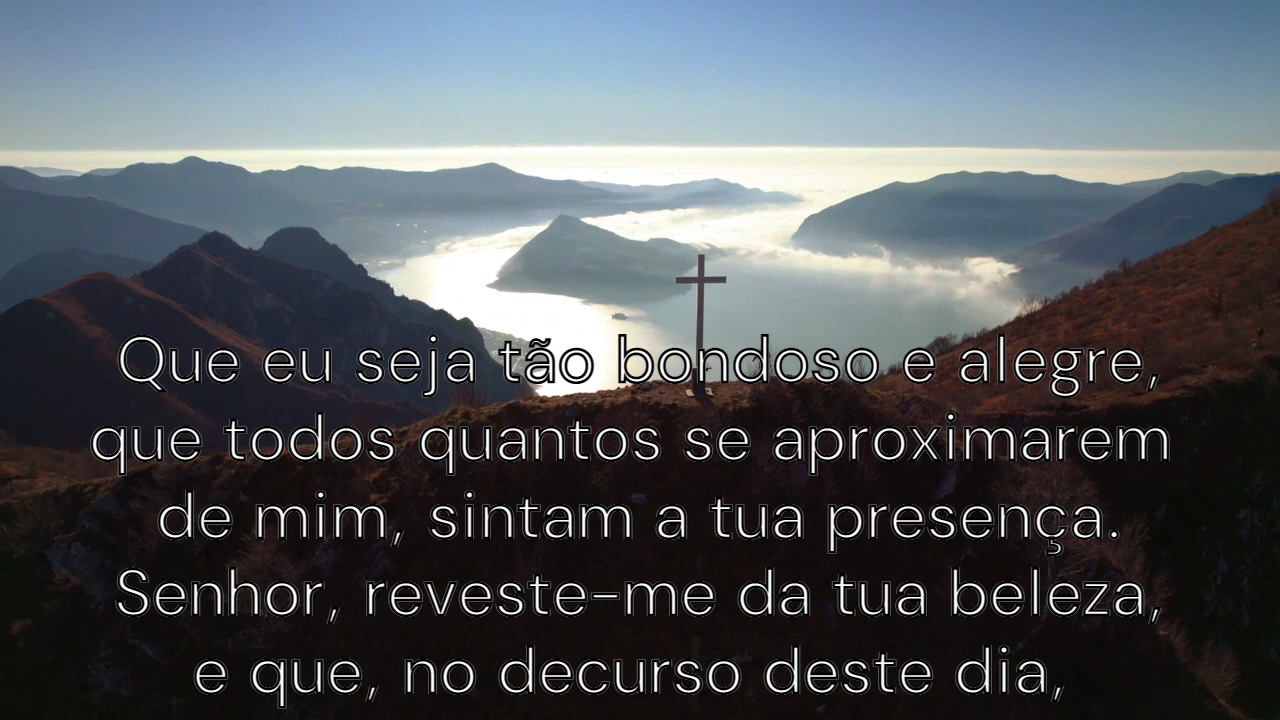 Que eu seja tão bondoso e alegre,
que todos quantos se aproximarem
de mim, sintam a tua presença.
Senhor, reveste-me da tua beleza,
e que, no decurso deste dia,